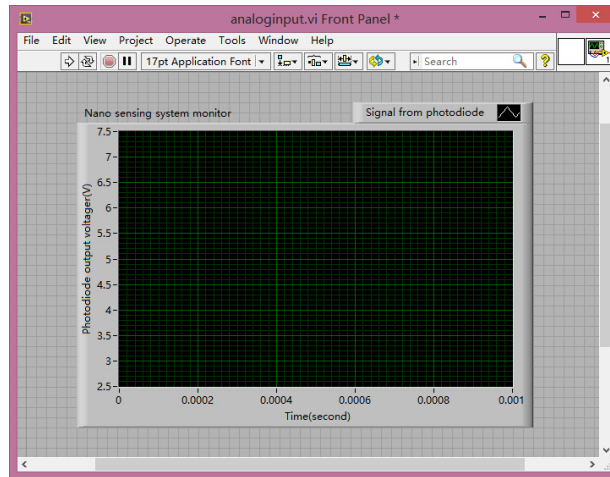 analoginput.vi Front Panel *
File Edit View Project Operate Tools Window Help
17pt Application Font Search
1
Nano sensing system monitor
Signal from photodiode
Photodiode output voltager(V)
7.5
7
6.5
6
5.5
5
4.5
4
3.5
3
2.5
0 0.0002 0.0004 0.0006 0.0008 0.001
Time(second)